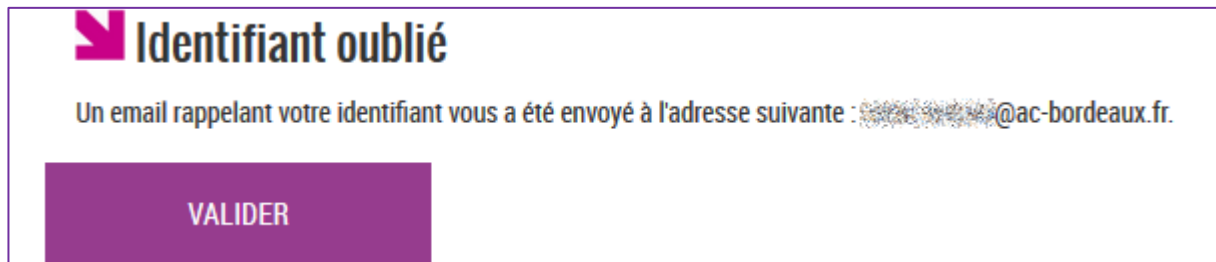 Identifiant oublié
Un email rappelant votre identifiant vous a été envoyé à l'adresse suivante : @ac-bordeaux.fr.
VALIDER